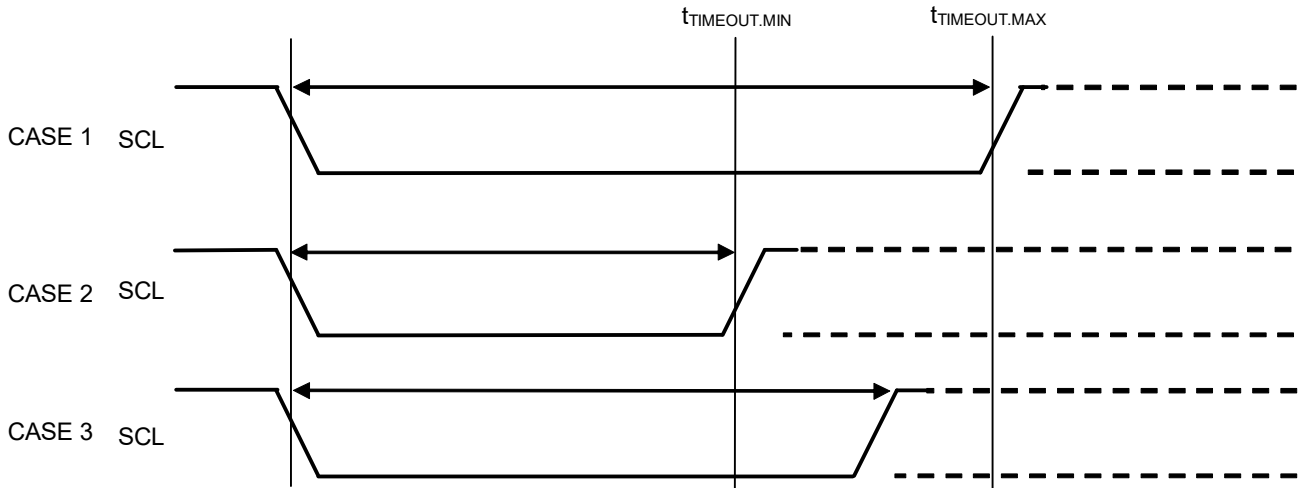 tTIMEOUT.MIN tTIMEOUT.MAX
CASE 1 SCL
CASE 2 SCL
CASE 3 SCL